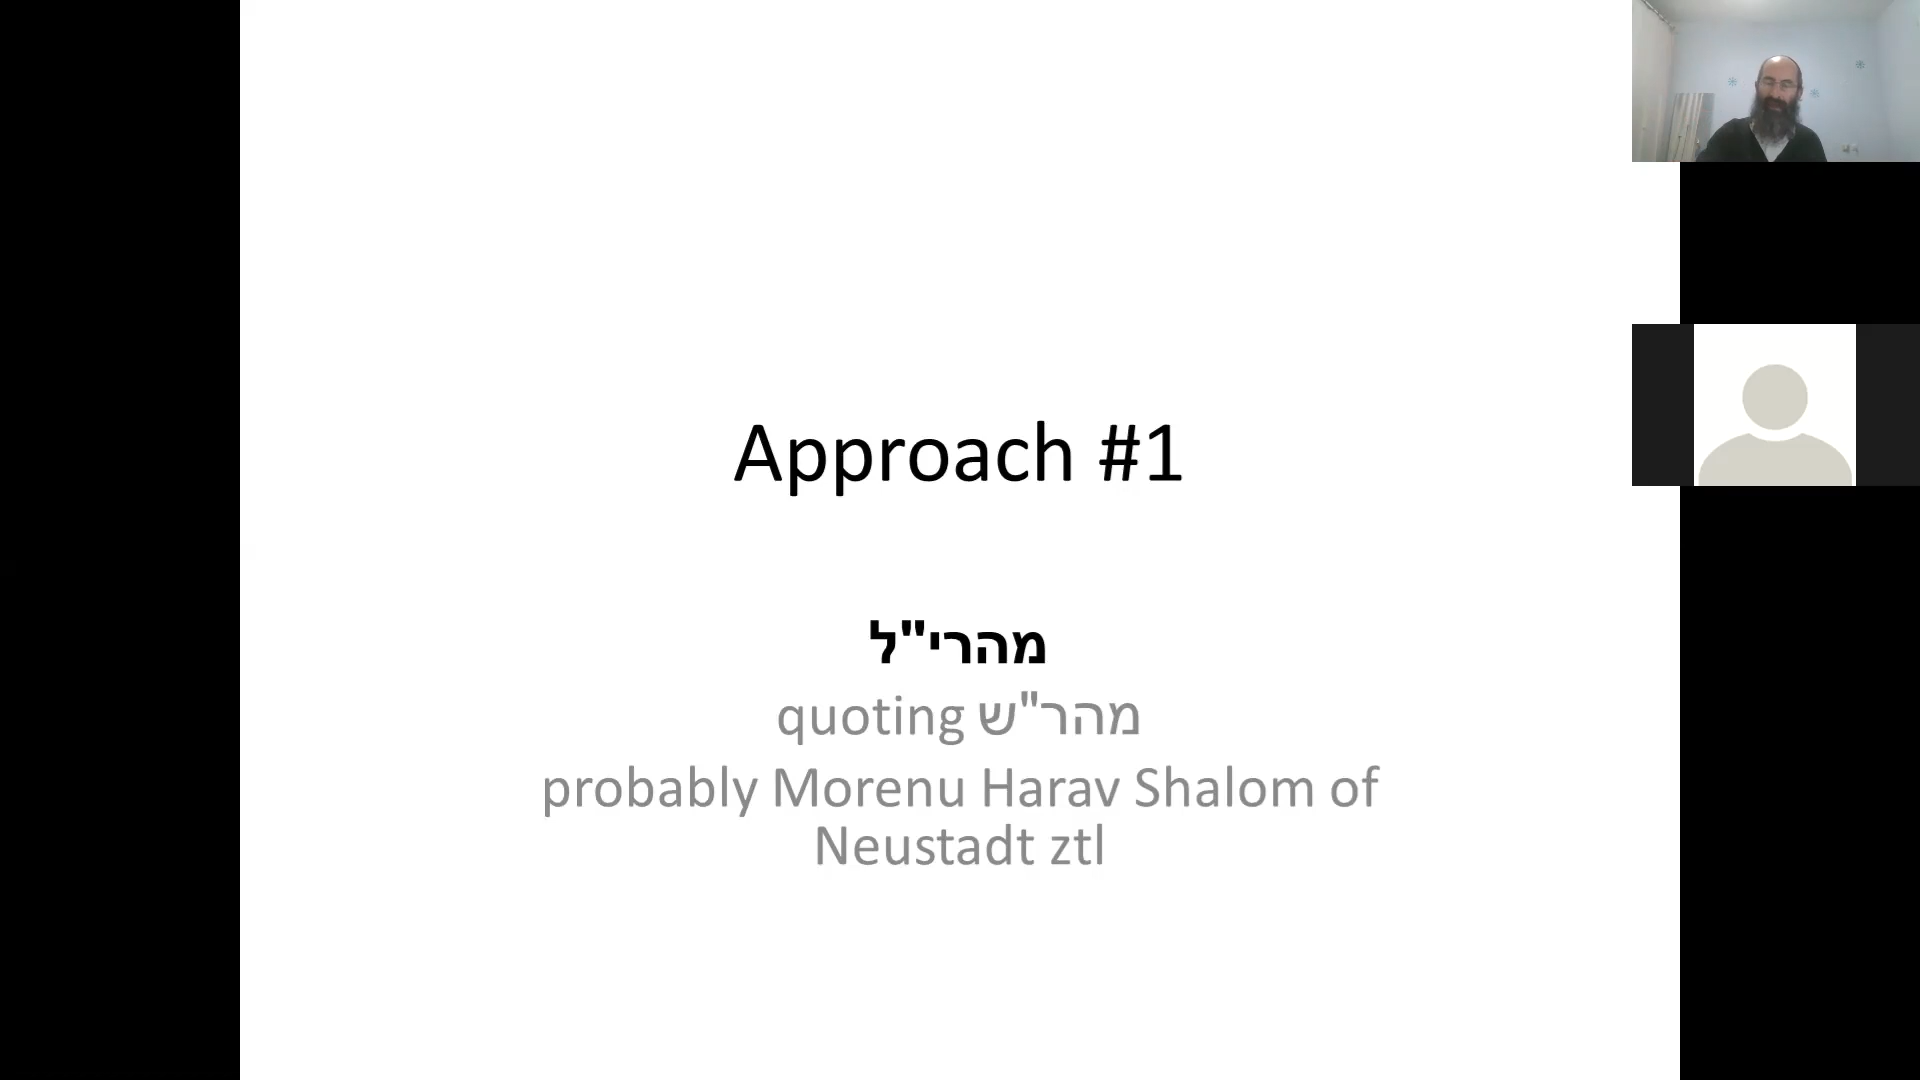 Approach #1
מהרי"ל
quoting מהר"ש
probably Morenu Harav Shalom of
Neustadt ztl